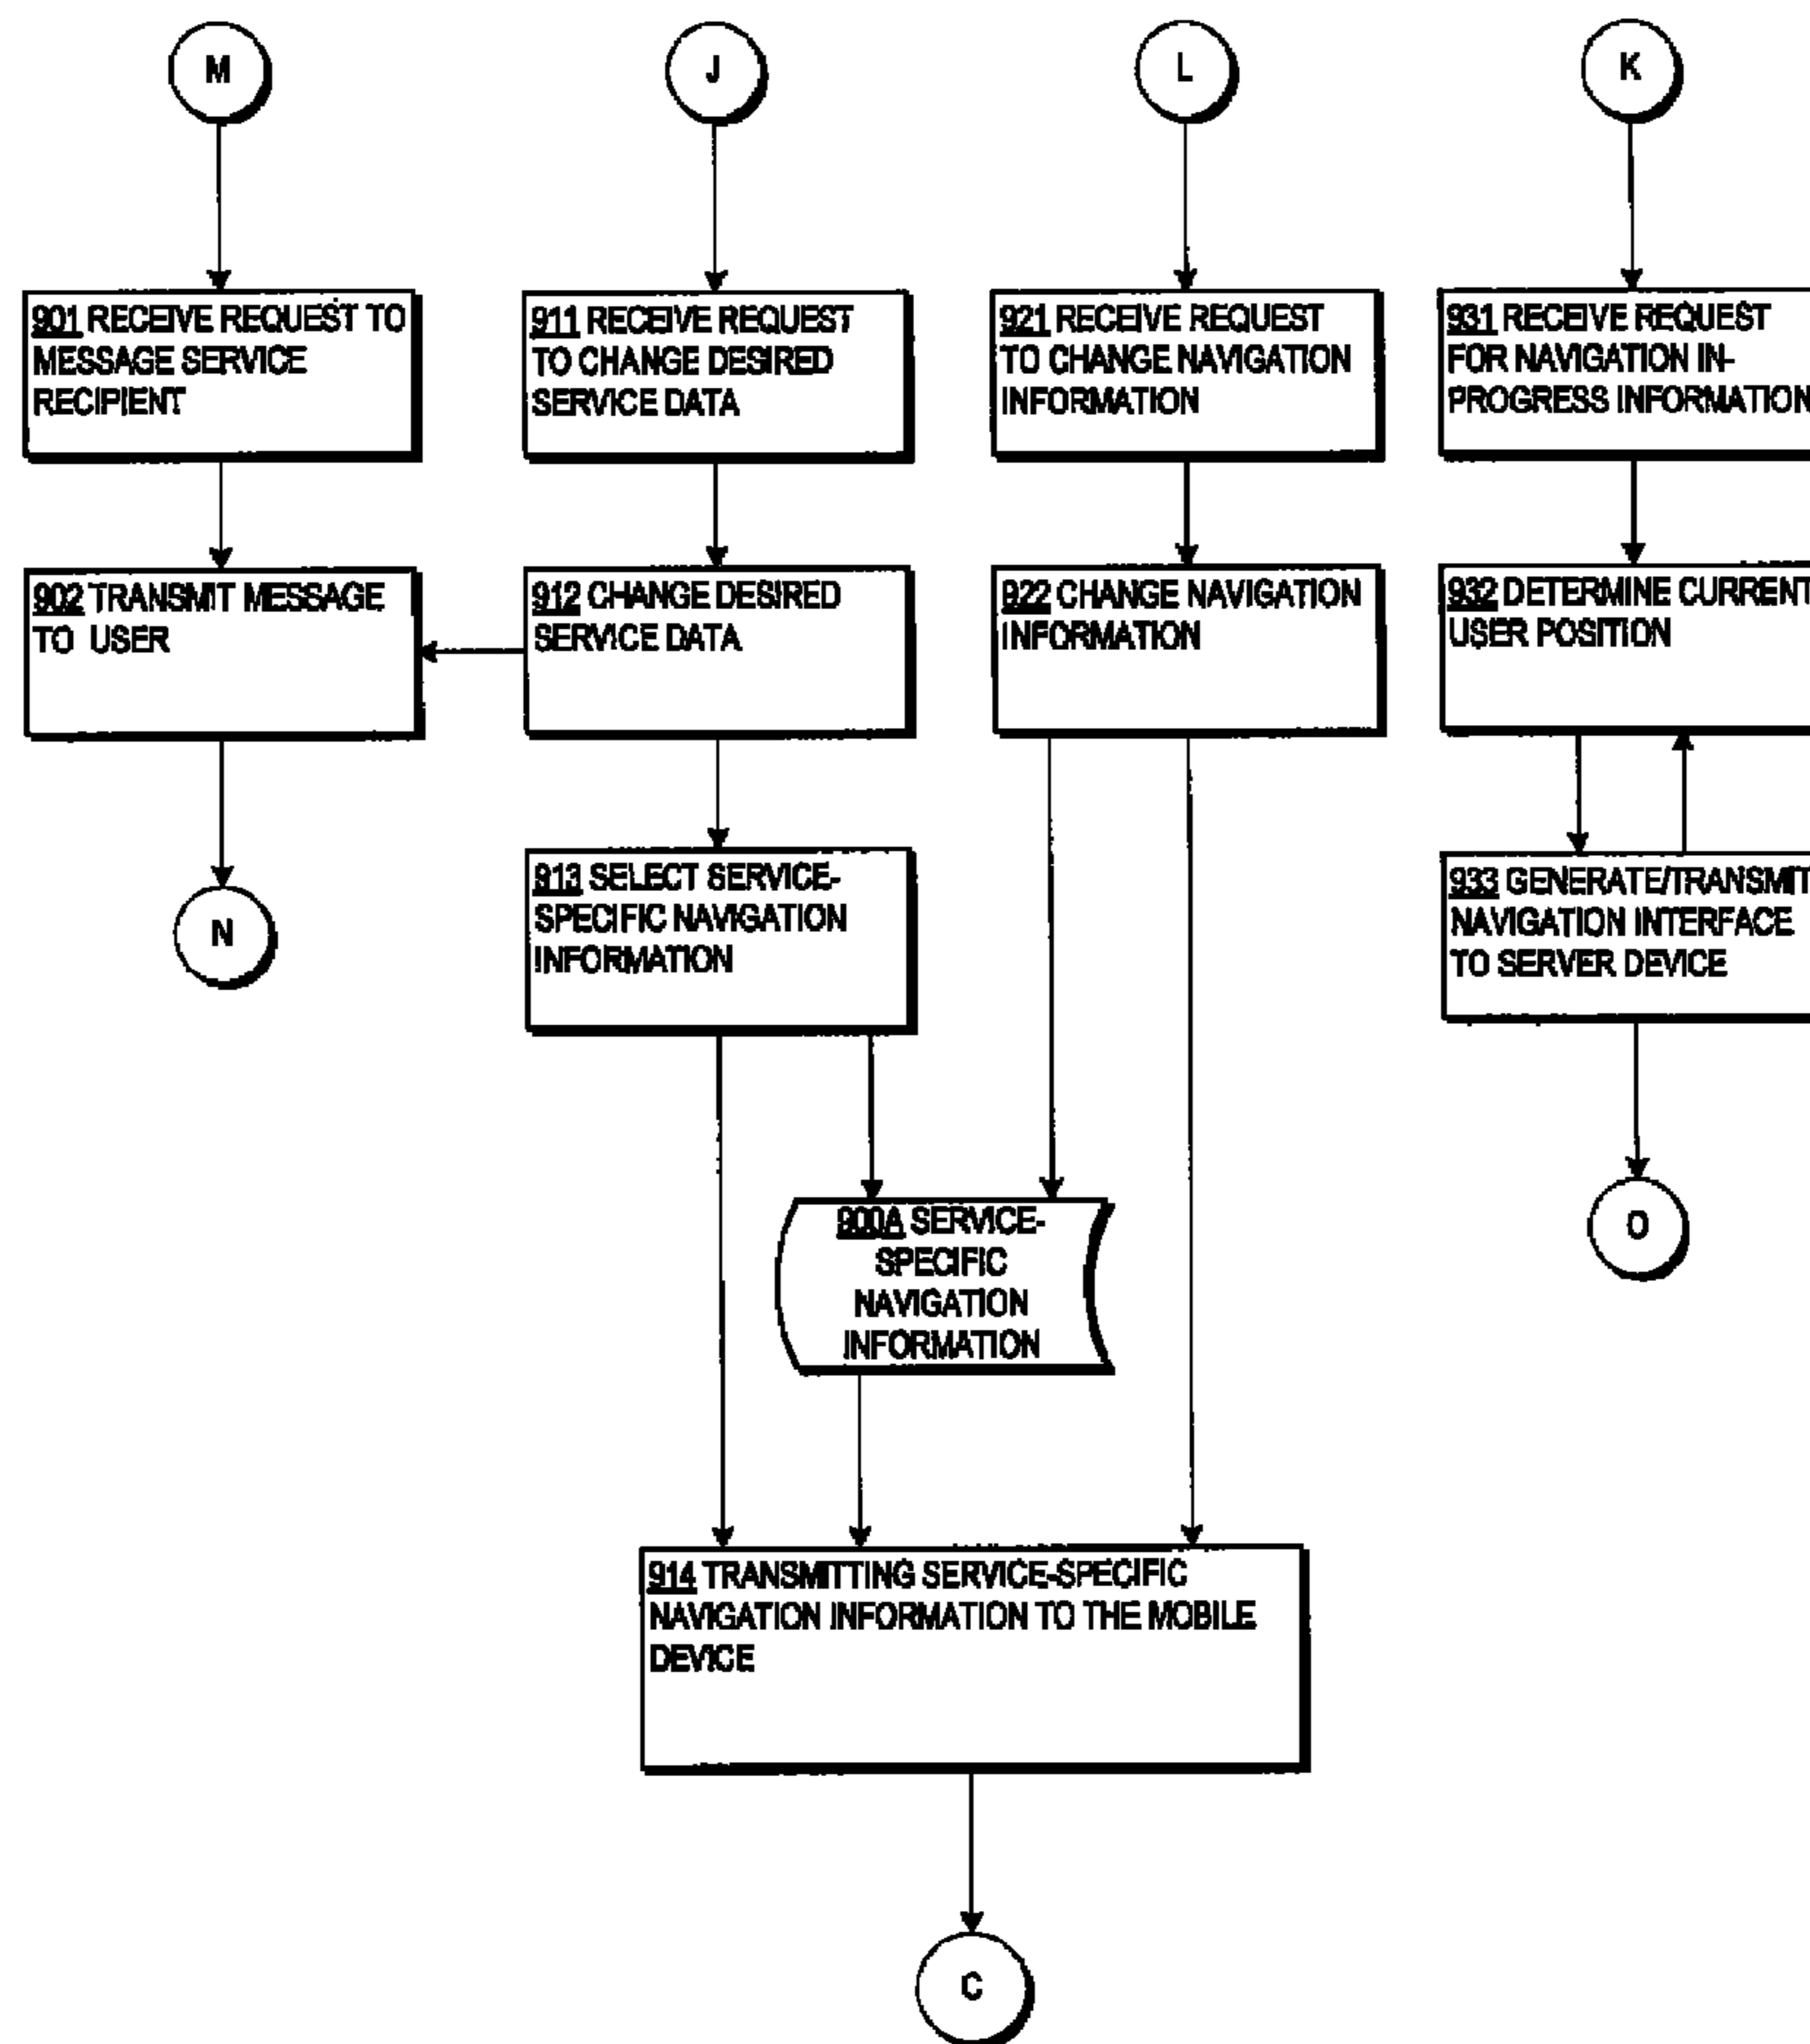 M
J
L
K
901 RECEIVE REQUEST TO
MESSAGE SERVICE
RECIPIENT
911 RECEIVE REQUEST
TO CHANGE DESIRED
SERVICE DATA
921 RECEIVE REQUEST
TO CHANGE NAVIGATION
INFORMATION
931 RECEIVE REQUEST
FOR NAVIGATION IN-
PROGRESS INFORMATION
902 TRANSMIT MESSAGE
TO USER
912 CHANGE DESIRED
SERVICE DATA
922 CHANGE NAVIGATION
INFORMATION
932 DETERMINE CURRENT
USER POSITION
913 SELECT SERVICE-
SPECIFIC NAVIGATION
INFORMATION
933 GENERATE/TRANSMIT
NAVIGATION INTERFACE
TO SERVER DEVICE
N
900A SERVICE-
SPECIFIC
NAVIGATION
INFORMATION
O
914 TRANSMITTING SERVICE-SPECIFIC
NAVIGATION INFORMATION TO THE MOBILE
DEVICE
C